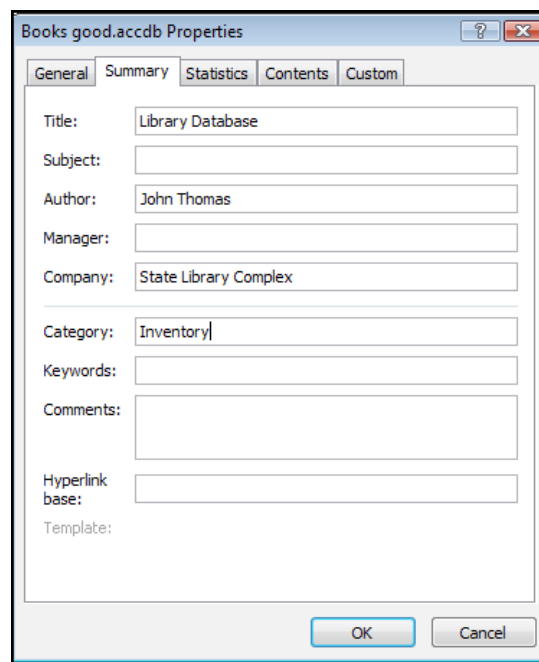 Books good.accdb Properties
General Summary Statistics Contents Custom
Title: Library Database
Subject:
Author: John Thomas
Manager:
Company: State Library Complex
Category: Inventory
Keywords:
Comments:
Hyperlink
base:
Template:
OK Cancel